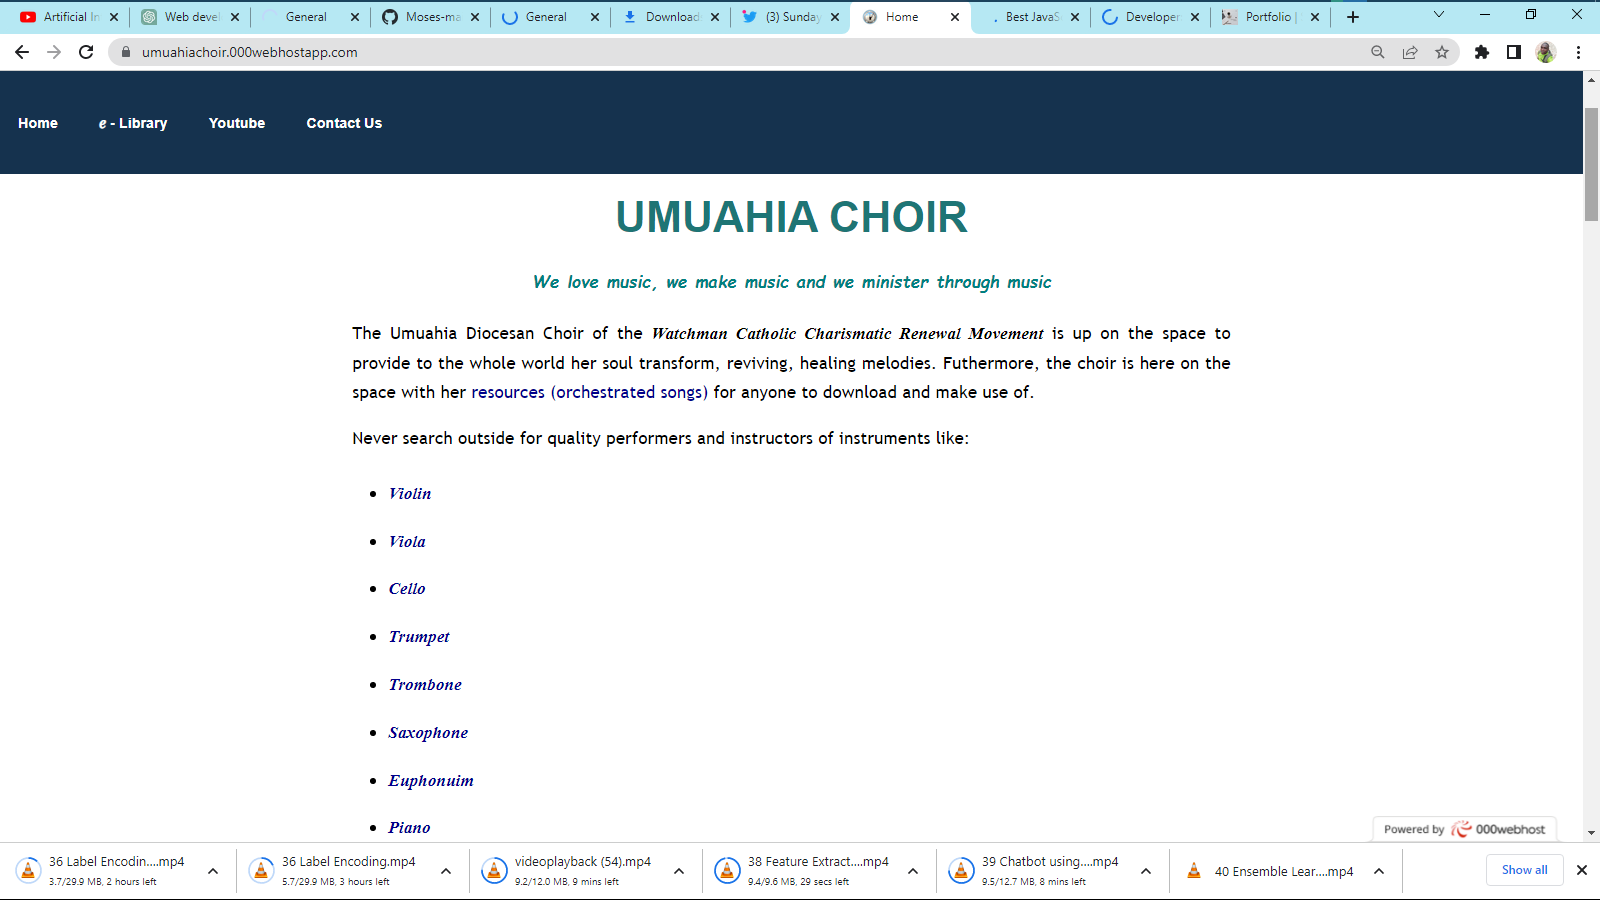 Artificial In
Web devel
General
Moses-ma
General
Download
(3) Sunday
Home
Best JavaS
Developer
Portfolio |
umuahiachoir.000webhostapp.com
Home
e - Library
Youtube
Contact Us
UMUAHIA CHOIR
We love music, we make music and we minister through music
The Umuahia Diocesan Choir of the Watchman Catholic Charismatic Renewal Movement is up on the space to
provide to the whole world her soul transform, reviving, healing melodies. Futhermore, the choir is here on the
space with her resources (orchestrated songs) for anyone to download and make use of.
Never search outside for quality performers and instructors of instruments like:
• Violin
• Viola
• Cello
• Trumpet
• Trombone
• Saxophone
• Euphonuim
• Piano
Powered by 000webhost
36 Label Encodin....mp4
3.7/29.9 MB, 2 hours left
36 Label Encoding.mp4
5.7/29.9 MB, 3 hours left
videoplayback (54).mp4
9.2/12.0 MB, 9 mins left
38 Feature Extract....mp4
9.4/9.6 MB, 29 secs left
39 Chatbot using....mp4
9.5/12.7 MB, 8 mins left
40 Ensemble Lear....mp4
Show all